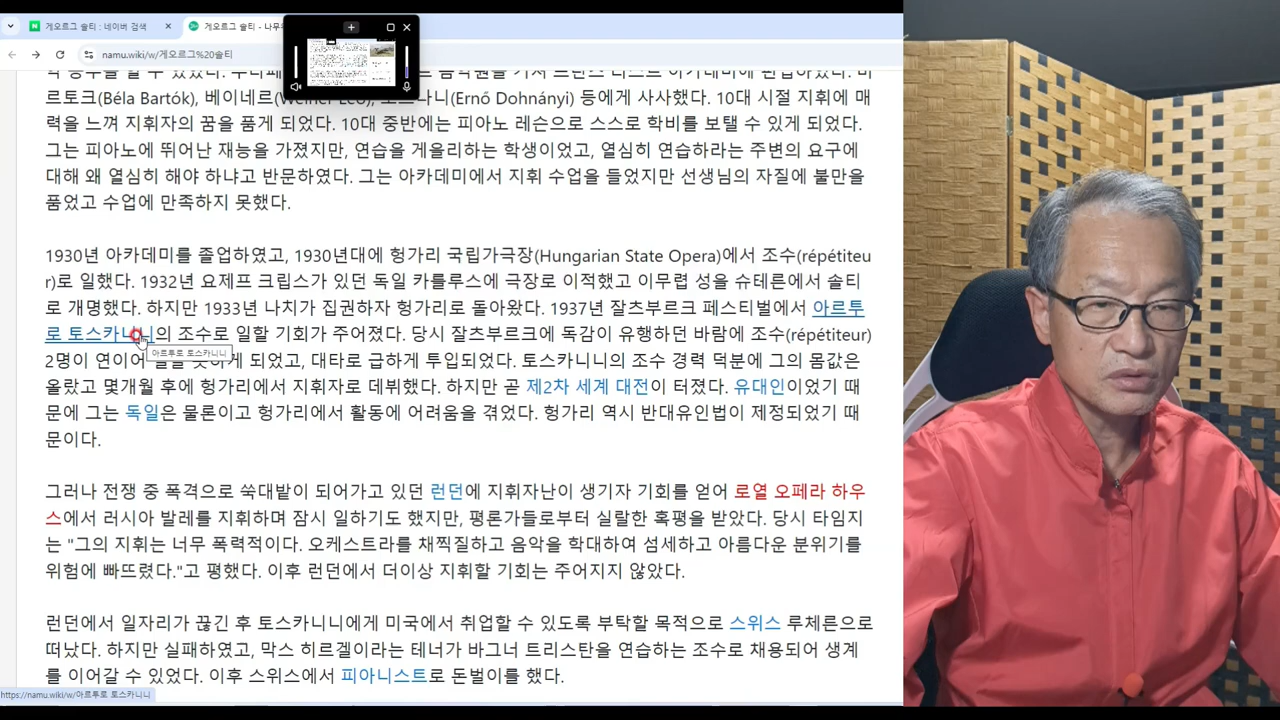 게오르그 솔티 : 네이버 검색
게오르그 솔티 - 나무
namu.wiki/w/게오르그%20솔티
르토크(Béla Bartók), 베이네르(Weiner Leó), 도흐나니(Ernő Dohnányi) 등에게 사사했다. 10대 시절 지휘에 매
력을 느껴 지휘자의 꿈을 품게 되었다. 10대 중반에는 피아노 레슨으로 스스로 학비를 보탤 수 있게 되었다.
그는 피아노에 뛰어난 재능을 가졌지만, 연습을 게을리하는 학생이었고, 열심히 연습하라는 주변의 요구에
대해 왜 열심히 해야 하냐고 반문하였다. 그는 아카데미에서 지휘 수업을 들었지만 선생님의 자질에 불만을
품었고 수업에 만족하지 못했다.
1930년 아카데미를 졸업하였고, 1930년대에 헝가리 국립가극장(Hungarian State Opera)에서 조수(répétiteu
r)로 일했다. 1932년 요제프 크립스가 있던 독일 카를루스에 극장로 이적했고 이무렵 성을 슈테른에서 솔티
로 개명했다. 하지만 1933년 나치가 집권하자 헝가리로 돌아왔다. 1937년 잘츠부르크 페스티벌에서 아르투
로 토스카니니의 조수로 일할 기회가 주어졌다. 당시 잘츠부르크에 독감이 유행하던 바람에 조수(répétiteur)
2명이 연이어 게 되었고, 대타로 급하게 투입되었다. 토스카니니의 조수 경력 덕분에 그의 몸값은
아르투로 토스카니니
올랐고 몇개월 후에 헝가리에서 지휘자로 데뷔했다. 하지만 곧 제2차 세계 대전이 터졌다. 유대인이었기 때
문에 그는 독일은 물론이고 헝가리에서 활동에 어려움을 겪었다. 헝가리 역시 반대유인법이 제정되었기 때
문이다.
그러나 전쟁 중 폭격으로 쑥대밭이 되어가고 있던 런던에 지휘자난이 생기자 기회를 얻어 로열 오페라 하우
스에서 러시아 발레를 지휘하며 잠시 일하기도 했지만, 평론가들로부터 실랄한 혹평을 받았다. 당시 타임지
는 "그의 지휘는 너무 폭력적이다. 오케스트라를 채찍질하고 음악을 학대하여 섬세하고 아름다운 분위기를
위험에 빠뜨렸다."고 평했다. 이후 런던에서 더이상 지휘할 기회는 주어지지 않았다.
런던에서 일자리가 끊긴 후 토스카니니에게 미국에서 취업할 수 있도록 부탁할 목적으로 스위스 루체른으로
떠났다. 하지만 실패하였고, 막스 히르겔이라는 테너가 바그너 트리스탄을 연습하는 조수로 채용되어 생계
를 이어갈 수 있었다. 이후 스위스에서 피아니스트로 돈벌이를 했다.
https://namu.wiki/w/아르투로 토스카니니